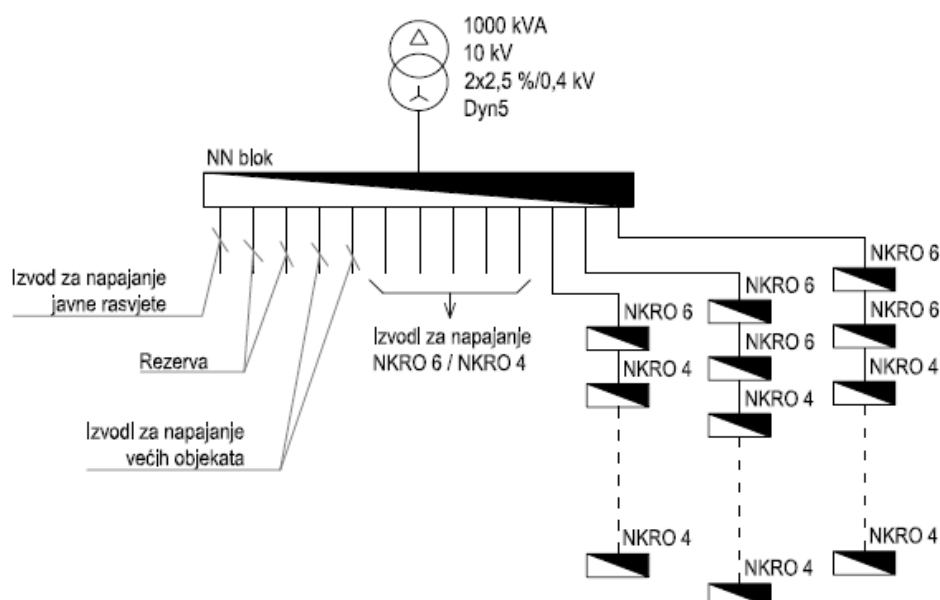 1000 kVA
10 kV
2x2,5 %/0,4 kV
Dyn5
NN blok
Izvod za napajanje
javne rasvjete
Rezerva
Izvodi za napajanje
većih objekata
Izvodi za napajanje
NKRO 6 / NKRO 4
NKRO 6
NKRO 4
NKRO 4
NKRO 6
NKRO 6
NKRO 4
NKRO 4
NKRO 6
NKRO 6
NKRO 4
NKRO 4